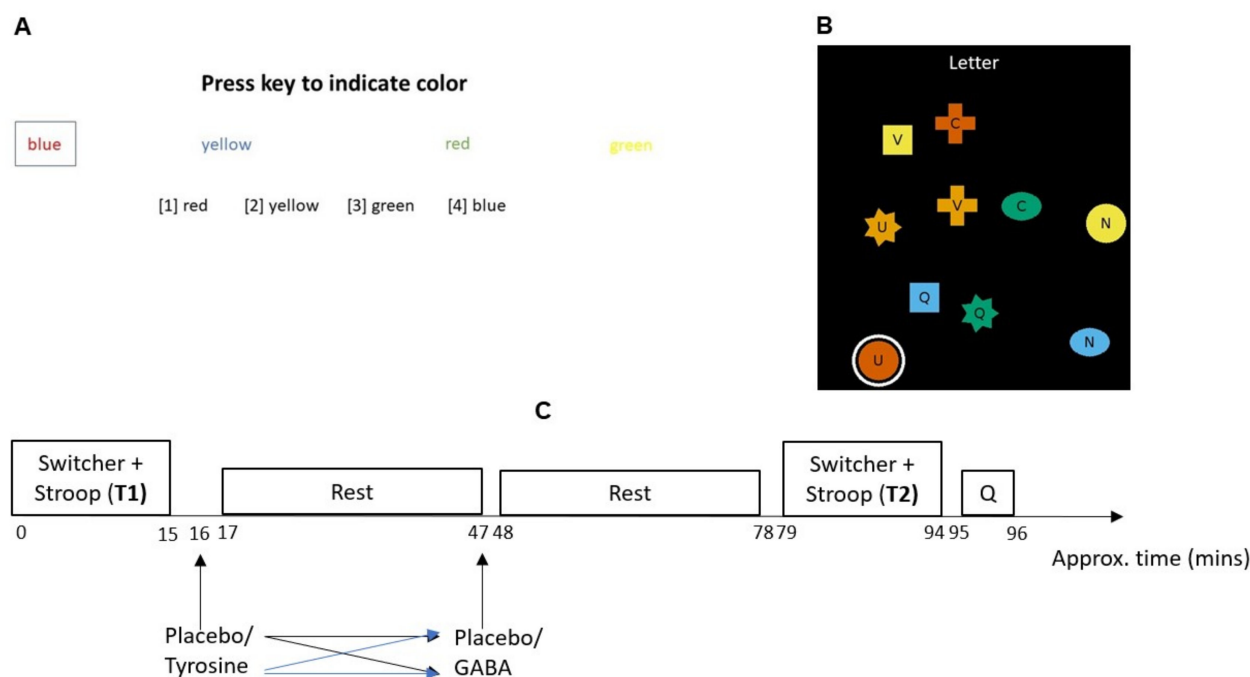 A
Press key to indicate color
blue yellow red green
[1] red [2] yellow [3] green [4] blue
B
Letter
C
V
V
C
U
N
Q
Q
N
U
C
Switcher +
Stroop (T1)
Rest
Rest
Switcher +
Stroop (T2)
Q
0 15 16 17 47 48 78 79 94 95 96
Approx. time (mins)
Placebo/
Tyrosine
Placebo/
GABA